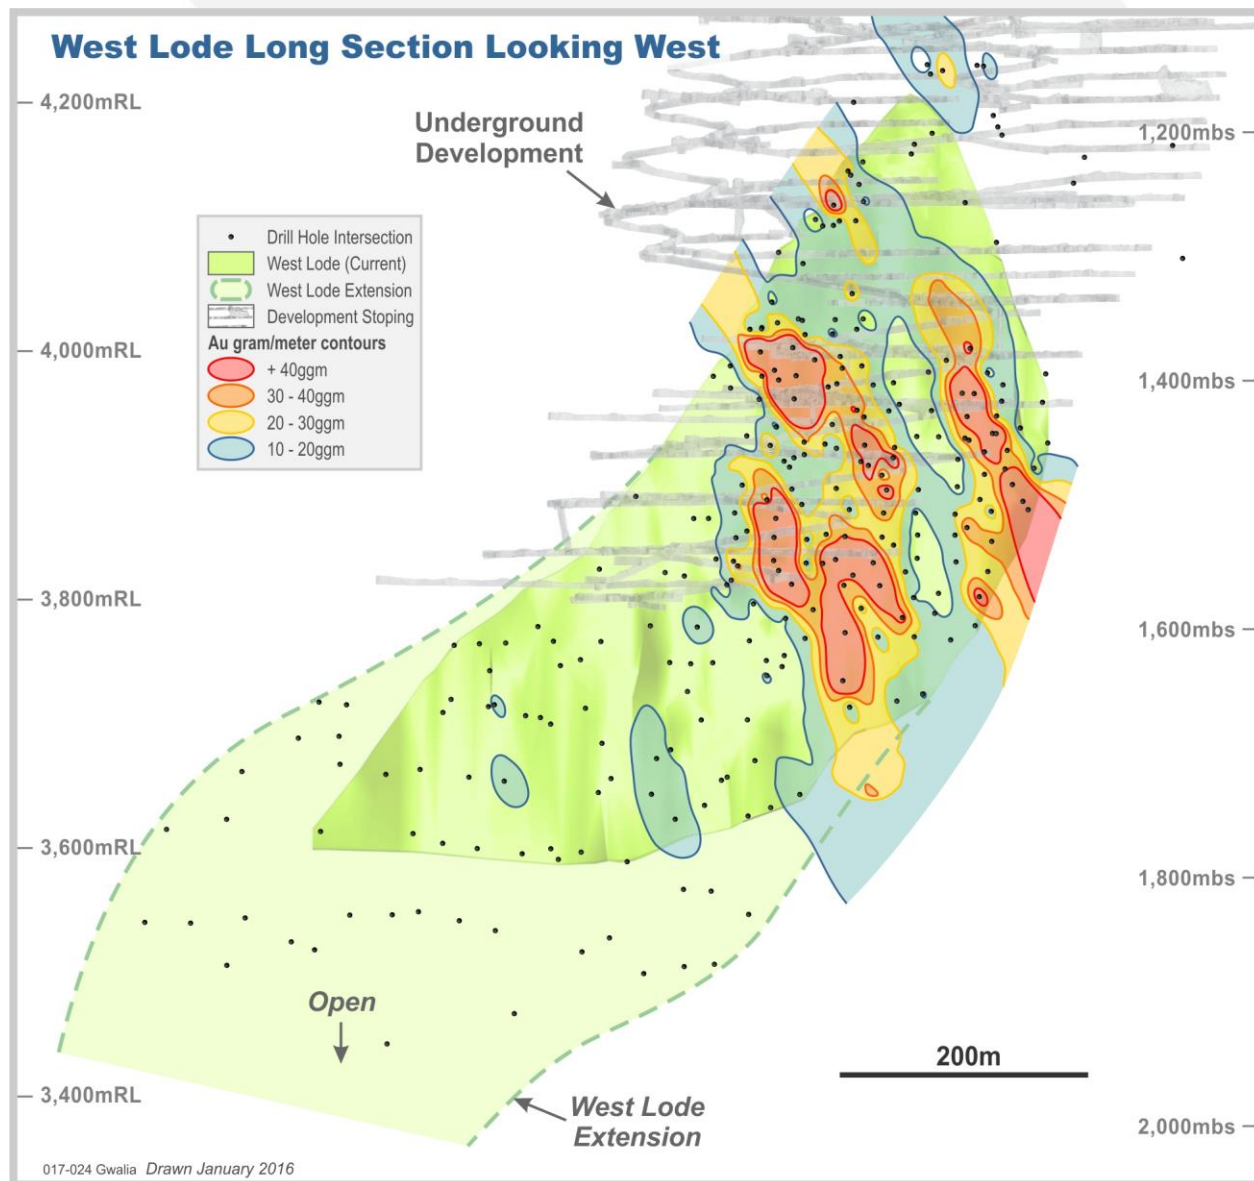 West Lode Long Section Looking West
4,200mRL
Underground
Development
1,200mbs
Drill Hole Intersection
West Lode (Current)
West Lode Extension
Development Stoping
Au gram/meter contours
+ 40ggm
30 - 40ggm
20 - 30ggm
10 - 20ggm
4,000mRL
1,400mbs
3,800mRL
1,600mbs
3,600mRL
1,800mbs
Open
200m
3,400mRL
West Lode
Extension
2,000mbs
017-024 Gwalia Drawn January 2016